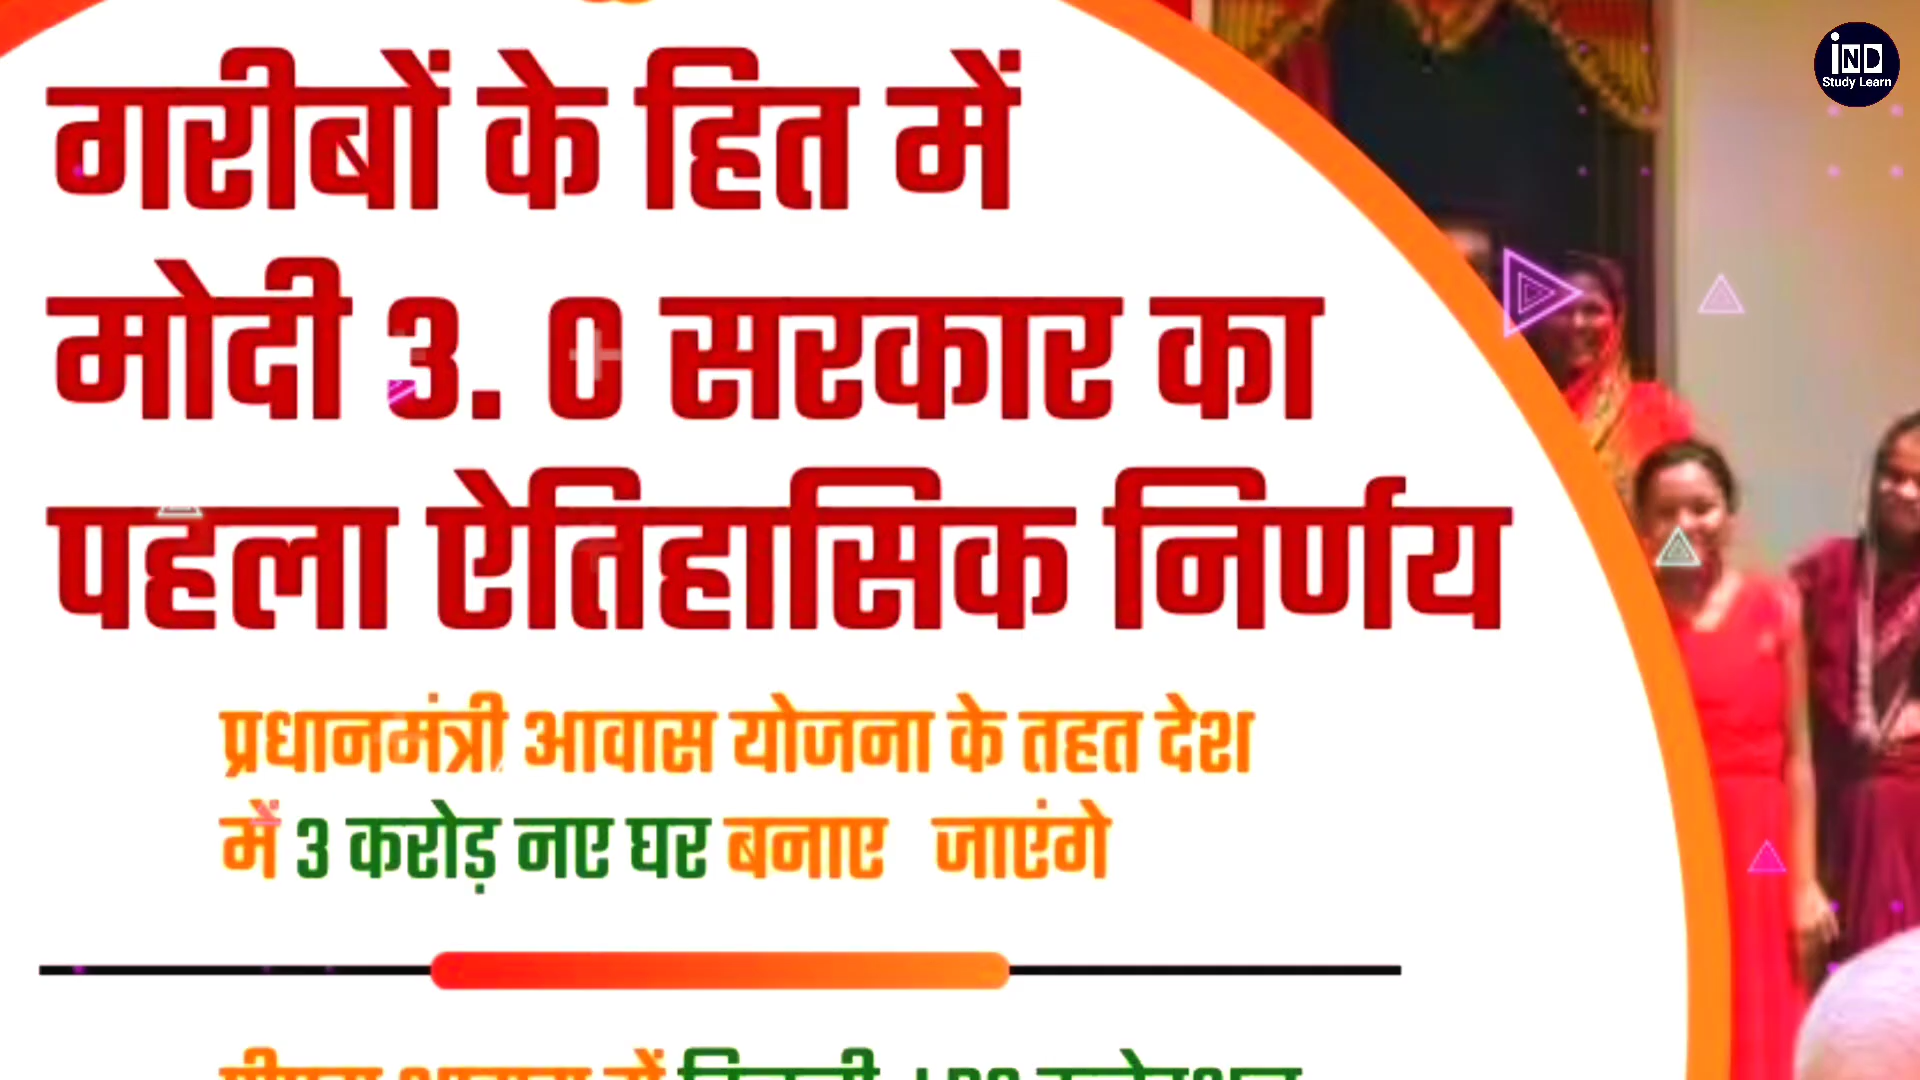 iND
Study Learn
गरीबों के हित में
मोदी 3. 0 सरकार का
पहला ऐतिहासिक निर्णय
प्रधानमंत्री आवास योजना के तहत देश
में 3 करोड़ नए घर बनाए जाएंगे